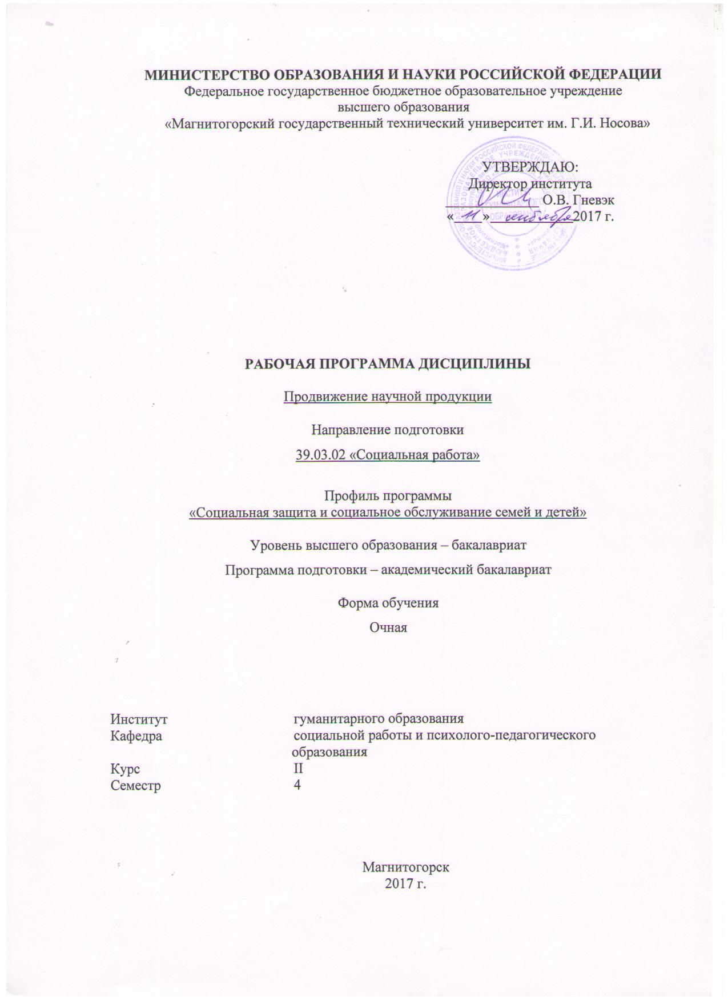 МИНИСТЕРСТВО ОБРАЗОВАНИЯ И НАУКИ РОССИЙСКОЙ ФЕДЕРАЦИИ
Федеральное государственное бюджетное образовательное учреждение
высшего образования
«Магнитогорский государственный технический университет им. Г.И. Носова»
УТВЕРЖДАЮ:
Директор института
О.В. Гневэк
«11» сентября 2017 г.
РАБОЧАЯ ПРОГРАММА ДИСЦИПЛИНЫ
Продвижение научной продукции
Направление подготовки
39.03.02 «Социальная работа»
Профиль программы
«Социальная защита и социальное обслуживание семей и детей»
Уровень высшего образования – бакалавриат
Программа подготовки – академический бакалавриат
Форма обучения
Очная
Институт гуманитарного образования
Кафедра социальной работы и психолого-педагогического
образования
Курс II
Семестр 4
Магнитогорск
2017 г.